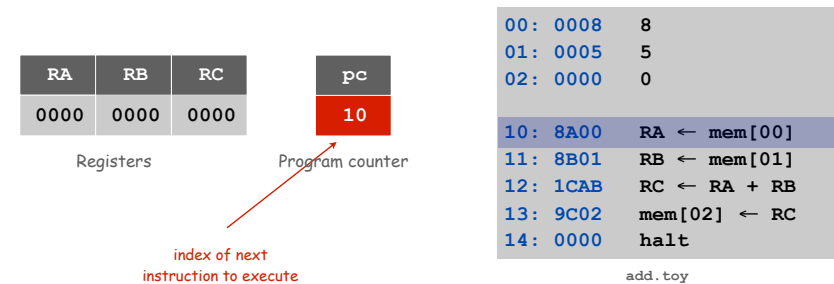 RA RB RC
0000 0000 0000
Registers
pc
10
Program counter
index of next
instruction to execute
00: 0008 8
01: 0005 5
02: 0000 0
10: 8A00 RA ← mem[00]
11: 8B01 RB ← mem[01]
12: 1CAB RC ← RA + RB
13: 9C02 mem[02] ← RC
14: 0000 halt
add.toy